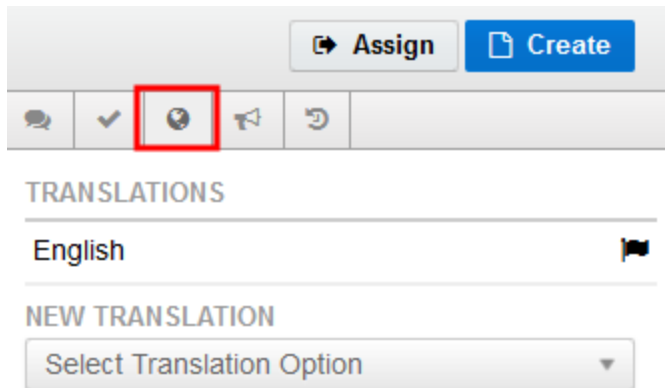 Assign Create
TRANSLATIONS
English
NEW TRANSLATION
Select Translation Option